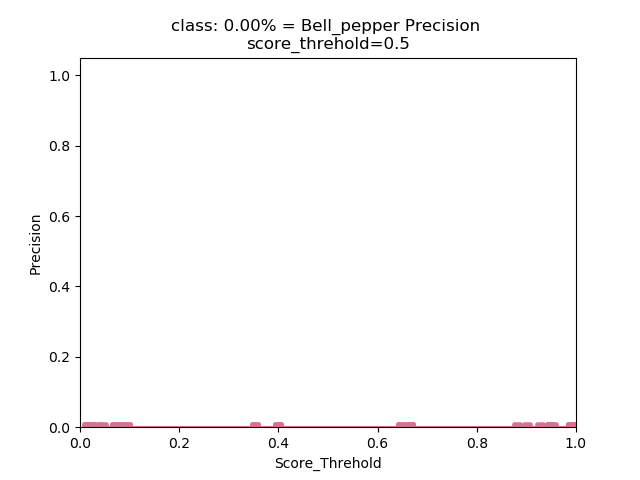 class: 0.00% = Bell_pepper Precision
score_threhold=0.5
1.0
0.8
0.6
0.4
0.2
0.0
Precision
0.0 0.2 0.4 0.6 0.8 1.0
Score_Threhold